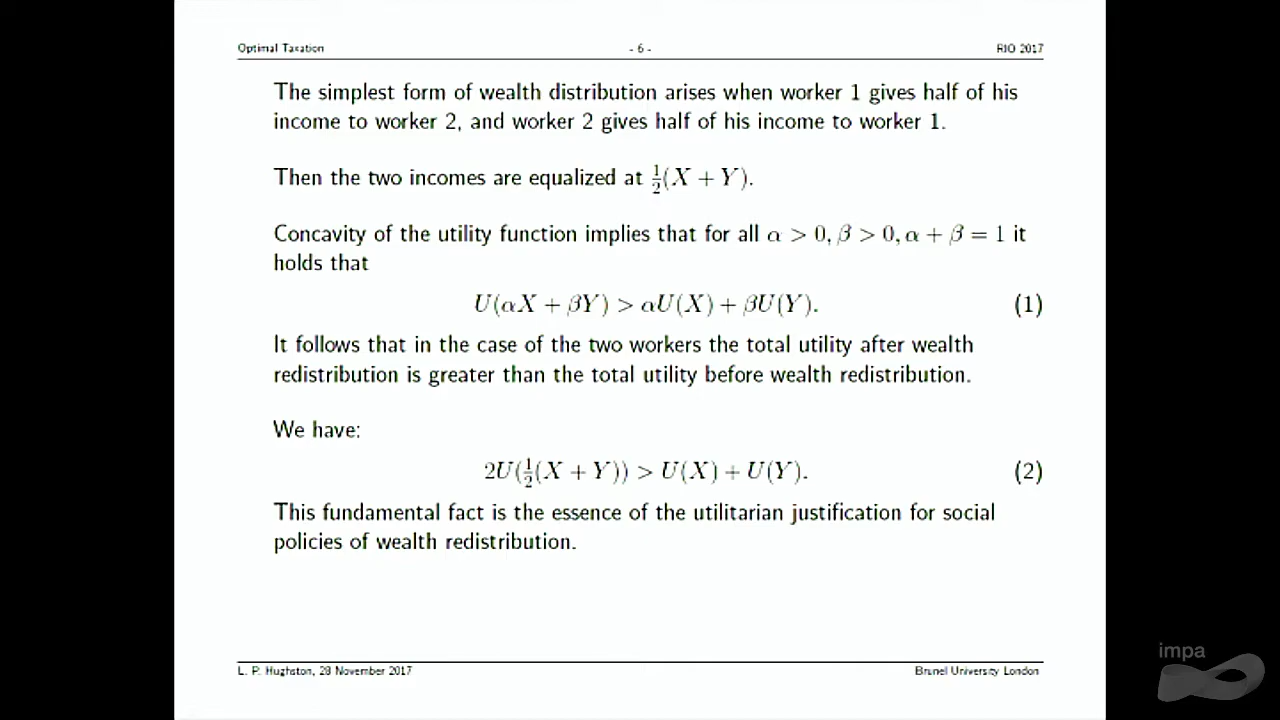 Optimal Taxation - 6 - RIO 2017
The simplest form of wealth distribution arises when worker 1 gives half of his
income to worker 2, and worker 2 gives half of his income to worker 1.
Then the two incomes are equalized at ½(X + Y).
Concavity of the utility function implies that for all α > 0, β > 0, α + β = 1 it
holds that
U(αX + βY) > αU(X) + βU(Y). (1)
It follows that in the case of the two workers the total utility after wealth
redistribution is greater than the total utility before wealth redistribution.
We have:
2U(½(X + Y)) > U(X) + U(Y). (2)
This fundamental fact is the essence of the utilitarian justification for social
policies of wealth redistribution.
L. P. Hughston, 28 November 2017 Brunel University London
impa